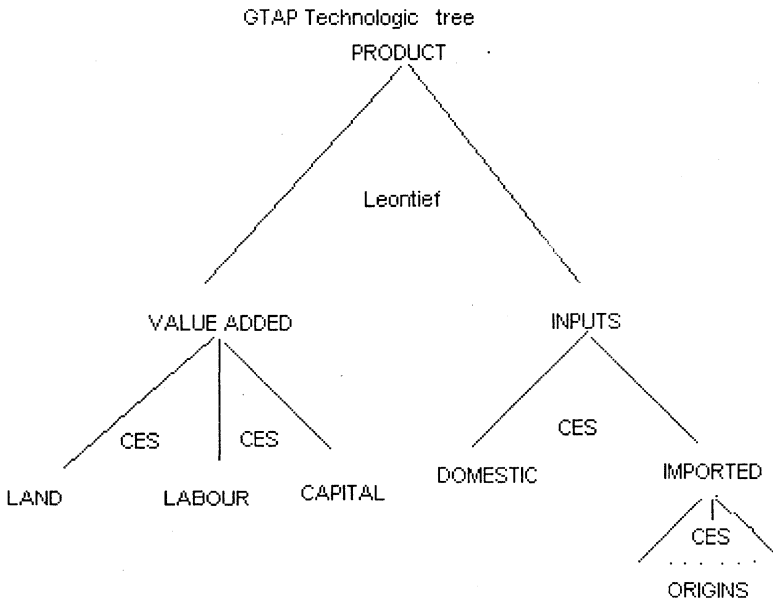 GTAP Technologic tree
PRODUCT
Leontief
VALUE ADDED
INPUTS
CES
CES
CES
LAND
LABOUR
CAPITAL
DOMESTIC
IMPORTED
CES
ORIGINS